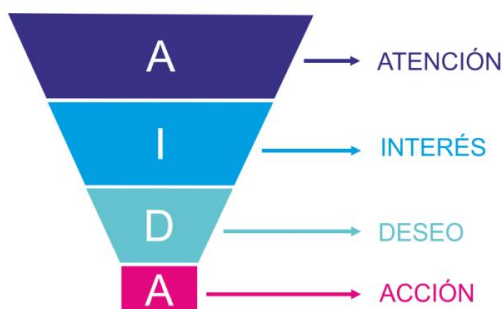 A ATENCIÓN
I INTERÉS
D DESEO
A ACCIÓN